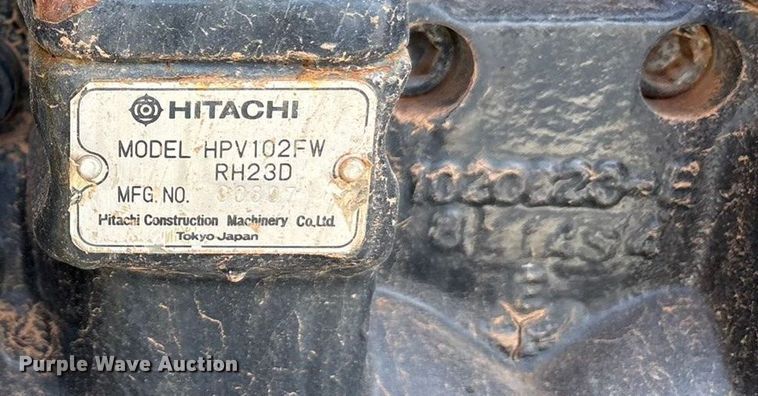 HITACHI
MODEL HPV102FW
RH23D
MFG. NO.
Hitachi Construction Machinery Co., Ltd.
Tokyo Japan
Purple Wave Auction